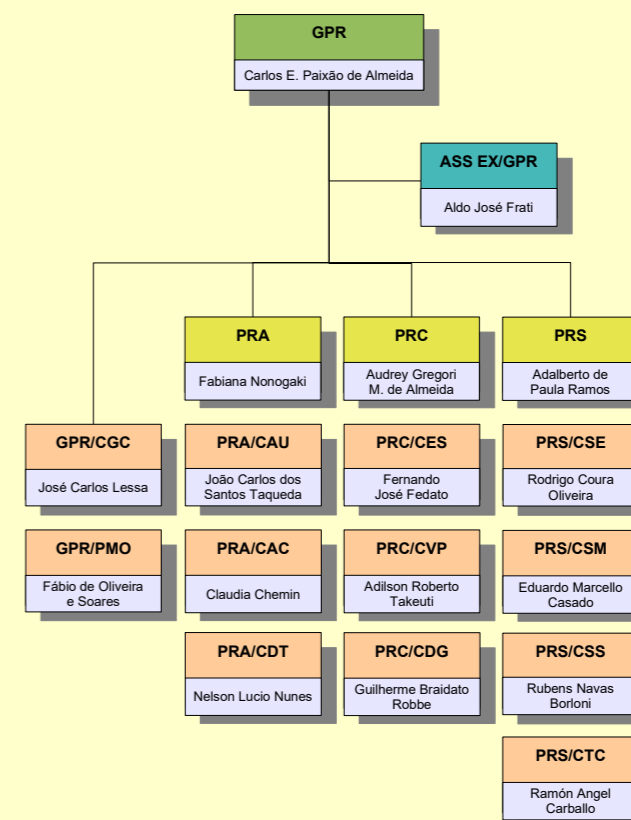 GPR
Carlos E. Paixão de Almeida
ASS EX/GPR
Aldo José Frati
PRA
Fabiana Nonogaki
PRC
Audrey Gregori
M. de Almeida
PRS
Adalberto de
Paula Ramos
GPR/CGC
José Carlos Lessa
PRA/CAU
João Carlos dos
Santos Taqueda
PRC/CES
Fernando
José Fedato
PRS/CSE
Rodrigo Coura
Oliveira
GPR/PMO
Fábio de Oliveira
e Soares
PRA/CAC
Claudia Chemin
PRC/CVP
Adilson Roberto
Takeuti
PRS/CSM
Eduardo Marcello
Casado
PRA/CDT
Nelson Lucio Nunes
PRC/CDG
Guilherme Braidato
Robbe
PRS/CSS
Rubens Navas
Borloni
PRS/CTC
Ramón Angel
Carballo